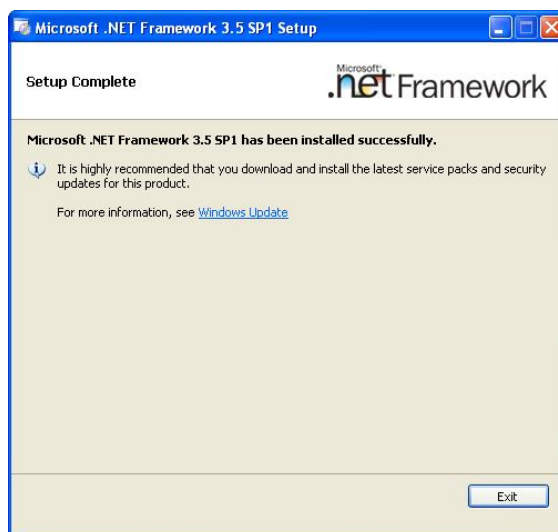 Microsoft .NET Framework 3.5 SP1 Setup
Setup Complete
Microsoft
.net Framework
Microsoft .NET Framework 3.5 SP1 has been installed successfully.
It is highly recommended that you download and install the latest service packs and security
updates for this product.
For more information, see Windows Update
Exit